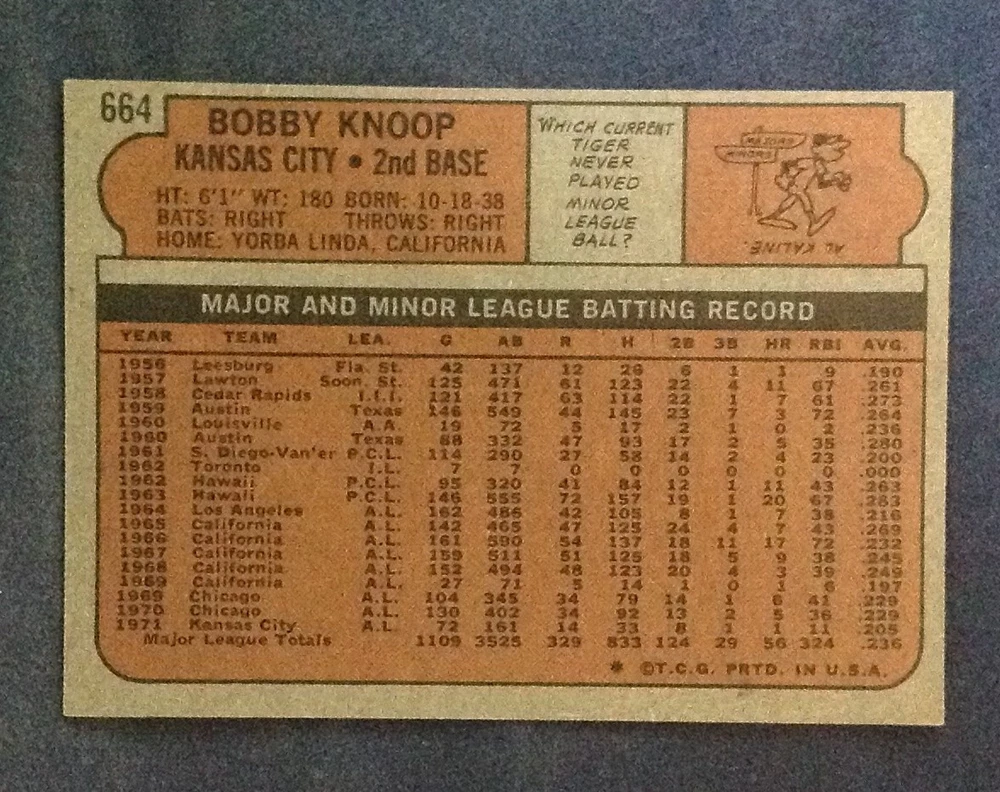 664
BOBBY KNOOP
KANSAS CITY • 2nd BASE
HT: 6'1" WT: 180 BORN: 10-18-38
BATS: RIGHT THROWS: RIGHT
HOME: YORBA LINDA, CALIFORNIA
WHICH CURRENT
TIGER
NEVER
PLAYED
MINOR
LEAGUE
BALL?
MAJORS
MINORS
AL KALINE.
MAJOR AND MINOR LEAGUE BATTING RECORD
YEAR TEAM LEA. G AB R H 2B 3B HR RBI AVG.
1956 Leesburg Fla. St. 42 137 12 26 6 1 1 9 .190
1957 Lawton Soon. St. 125 471 61 123 22 4 11 67 .261
1958 Cedar Rapids I.I.I. 121 417 63 114 22 1 7 61 .273
1959 Austin Texas 146 549 44 145 23 7 3 72 .264
1960 Louisville A.A. 19 72 5 17 2 1 0 2 .236
1960 Austin Texas 88 332 47 93 17 2 5 35 .280
1961 S. Diego-Van'er P.C.L. 114 290 27 58 14 2 4 23 .200
1962 Toronto I.L. 7 7 0 0 0 0 0 0 .000
1962 Hawaii P.C.L. 95 320 41 84 12 1 11 43 .263
1963 Hawaii P.C.L. 146 555 72 157 19 1 20 67 .283
1964 Los Angeles A.L. 162 486 42 105 8 1 7 38 .216
1965 California A.L. 142 465 47 125 24 4 7 43 .269
1966 California A.L. 161 590 54 137 18 11 17 72 .232
1967 California A.L. 159 511 51 125 18 5 9 38 .245
1968 California A.L. 152 494 48 123 20 4 3 39 .249
1969 California A.L. 27 71 5 14 1 0 1 6 .197
1969 Chicago A.L. 104 345 34 79 14 1 6 41 .229
1970 Chicago A.L. 130 402 34 92 13 2 5 36 .229
1971 Kansas City A.L. 72 161 14 33 8 1 1 11 .205
Major League Totals 1109 3525 329 833 124 29 56 324 .236
* ©T.C.G. PRTD. IN U.S.A.